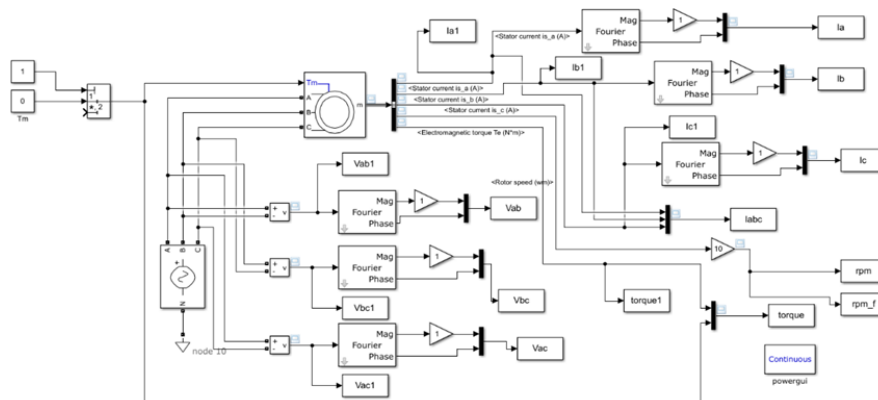 Ia1
<Stator current is_a (A)>
Mag
Fourier
Phase
1
Ia
1
0
Tm
1
*, 2
Tm
A
B
C
m
<Stator current is_a (A)>
<Stator current is_b (A)>
<Stator current is_c (A)>
<Electromagnetic torque Te (N*m)>
Ib1
Mag
Fourier
Phase
1
Ib
Ic1
Mag
Fourier
Phase
1
Ic
Vab1
<Rotor speed (wm)>
+
-
v
Mag
Fourier
Phase
1
Vab
Iabc
A
B
C
+
N
node 10
+
-
v
Mag
Fourier
Phase
1
Vbc
Vbc1
10
rpm
rpm_f
torque1
torque
+
-
v
Mag
Fourier
Phase
1
Vac
Vac1
Continuous
powergui